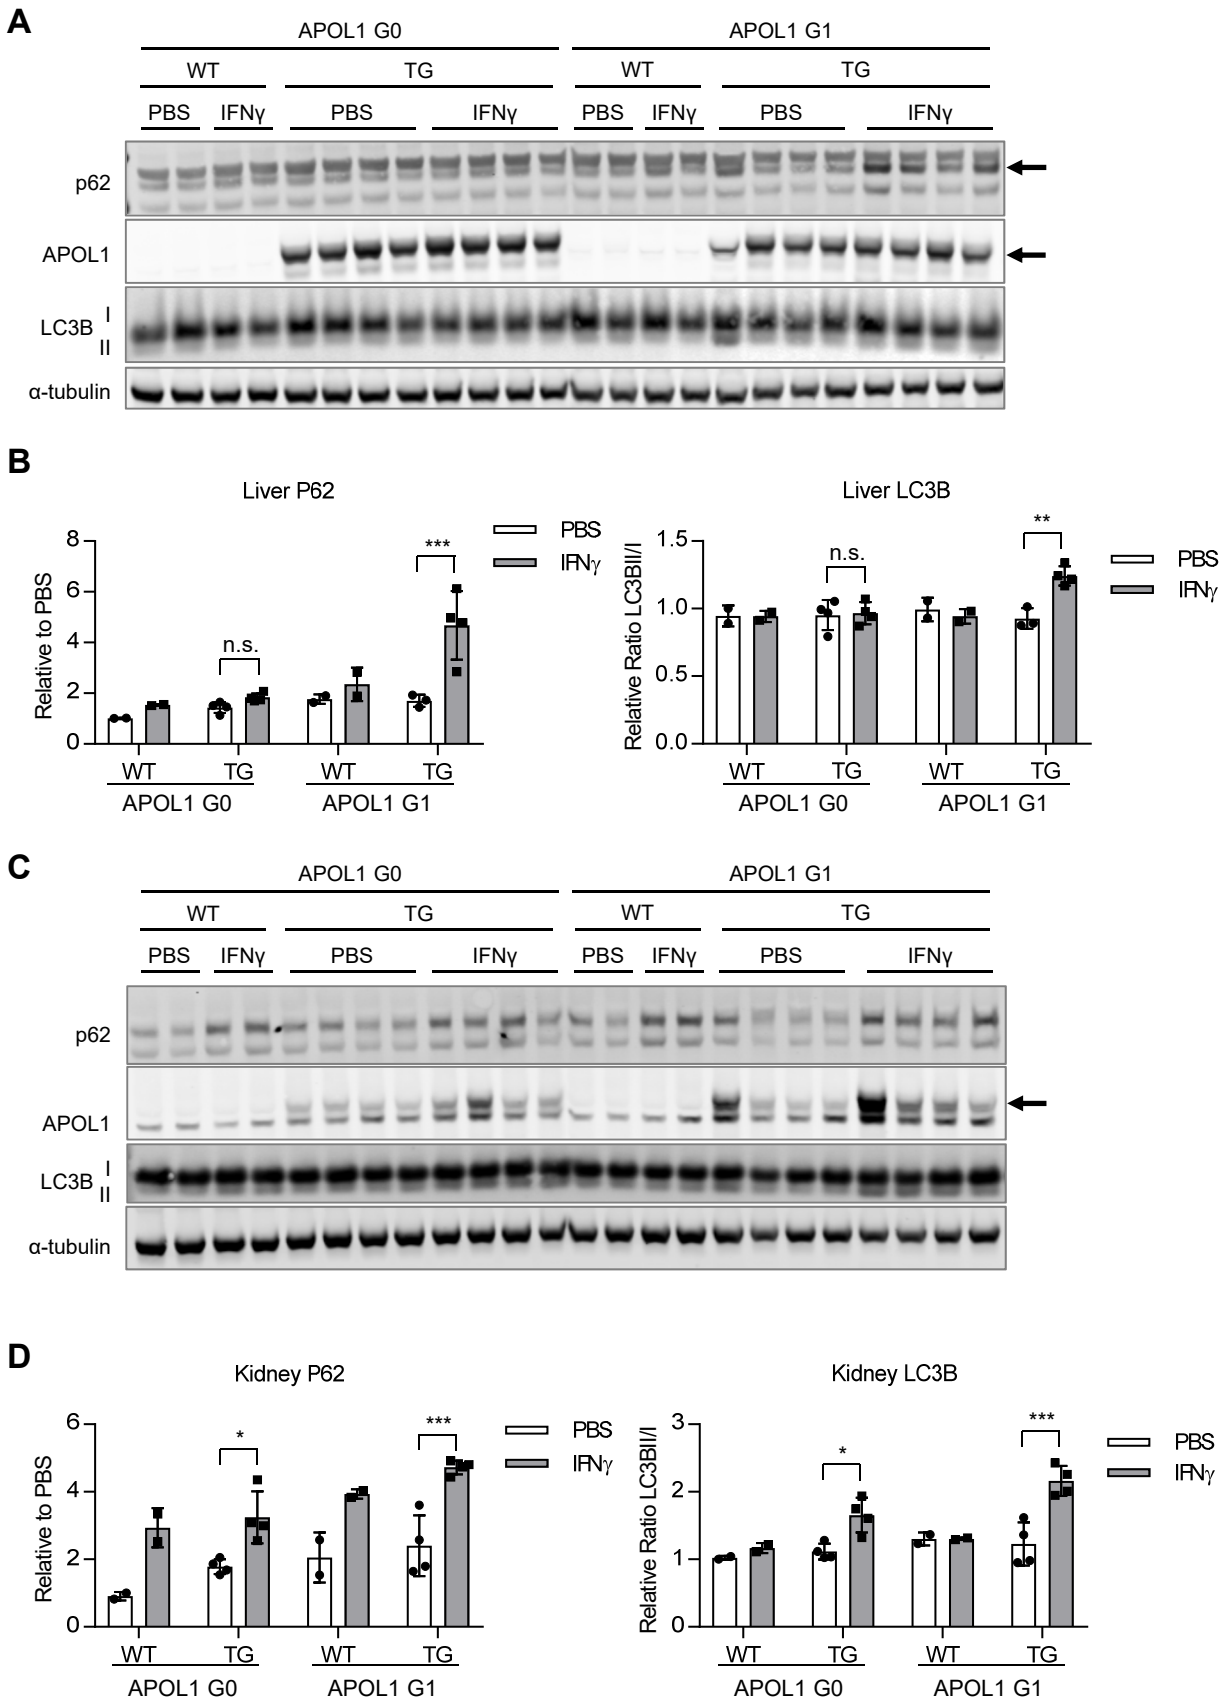 A
APOL1 G0 APOL1 G1
WT TG WT TG
PBS IFNγ PBS IFNγ PBS IFNγ PBS IFNγ
p62
APOL1
LC3B I
II
α-tubulin
B
Liver P62
Relative to PBS
8
6
4
2
0
n.s.
***
PBS
IFNγ
WT TG WT TG
APOL1 G0 APOL1 G1
Liver LC3B
Relative Ratio LC3BII/I
1.5
1.0
0.5
0.0
n.s.
**
PBS
IFNγ
WT TG WT TG
APOL1 G0 APOL1 G1
C
APOL1 G0 APOL1 G1
WT TG WT TG
PBS IFNγ PBS IFNγ PBS IFNγ PBS IFNγ
p62
APOL1
LC3B I
II
α-tubulin
D
Kidney P62
Relative to PBS
6
4
2
0
*
***
PBS
IFNγ
WT TG WT TG
APOL1 G0 APOL1 G1
Kidney LC3B
Relative Ratio LC3BII/I
3
2
1
0
*
***
PBS
IFNγ
WT TG WT TG
APOL1 G0 APOL1 G1